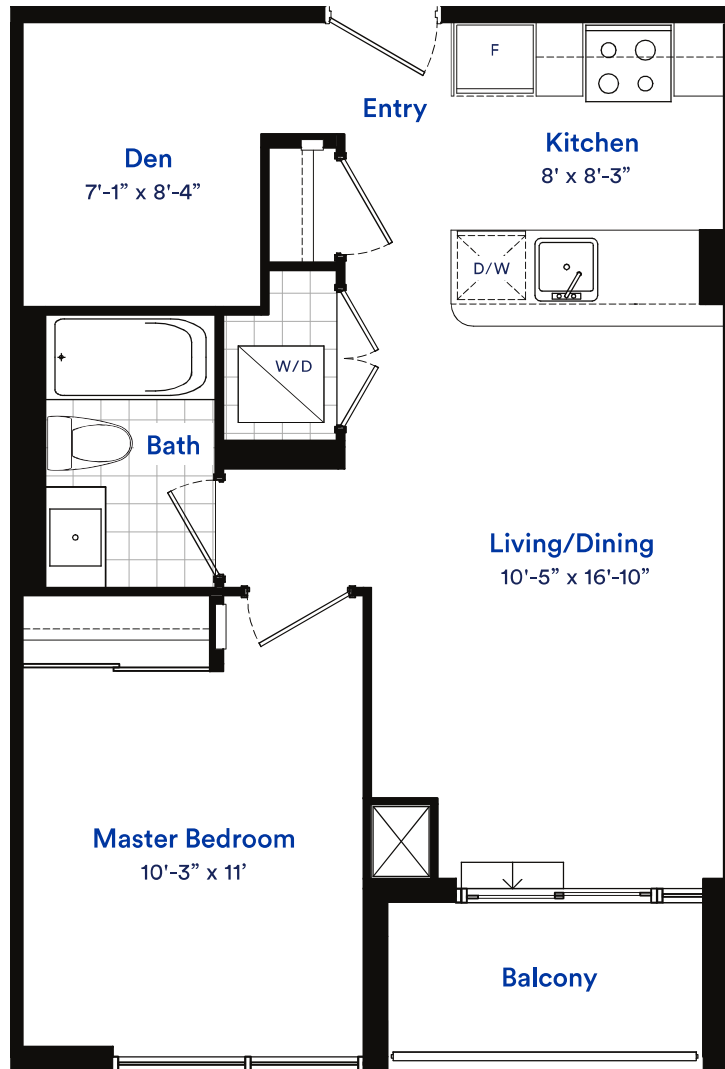 F
Entry
Kitchen
8' x 8'-3”
Den
7'-1” x 8'-4”
D/W
W/D
Bath
Living/Dining
10'-5” x 16'-10”
Master Bedroom
10'-3” x 11’
Balcony